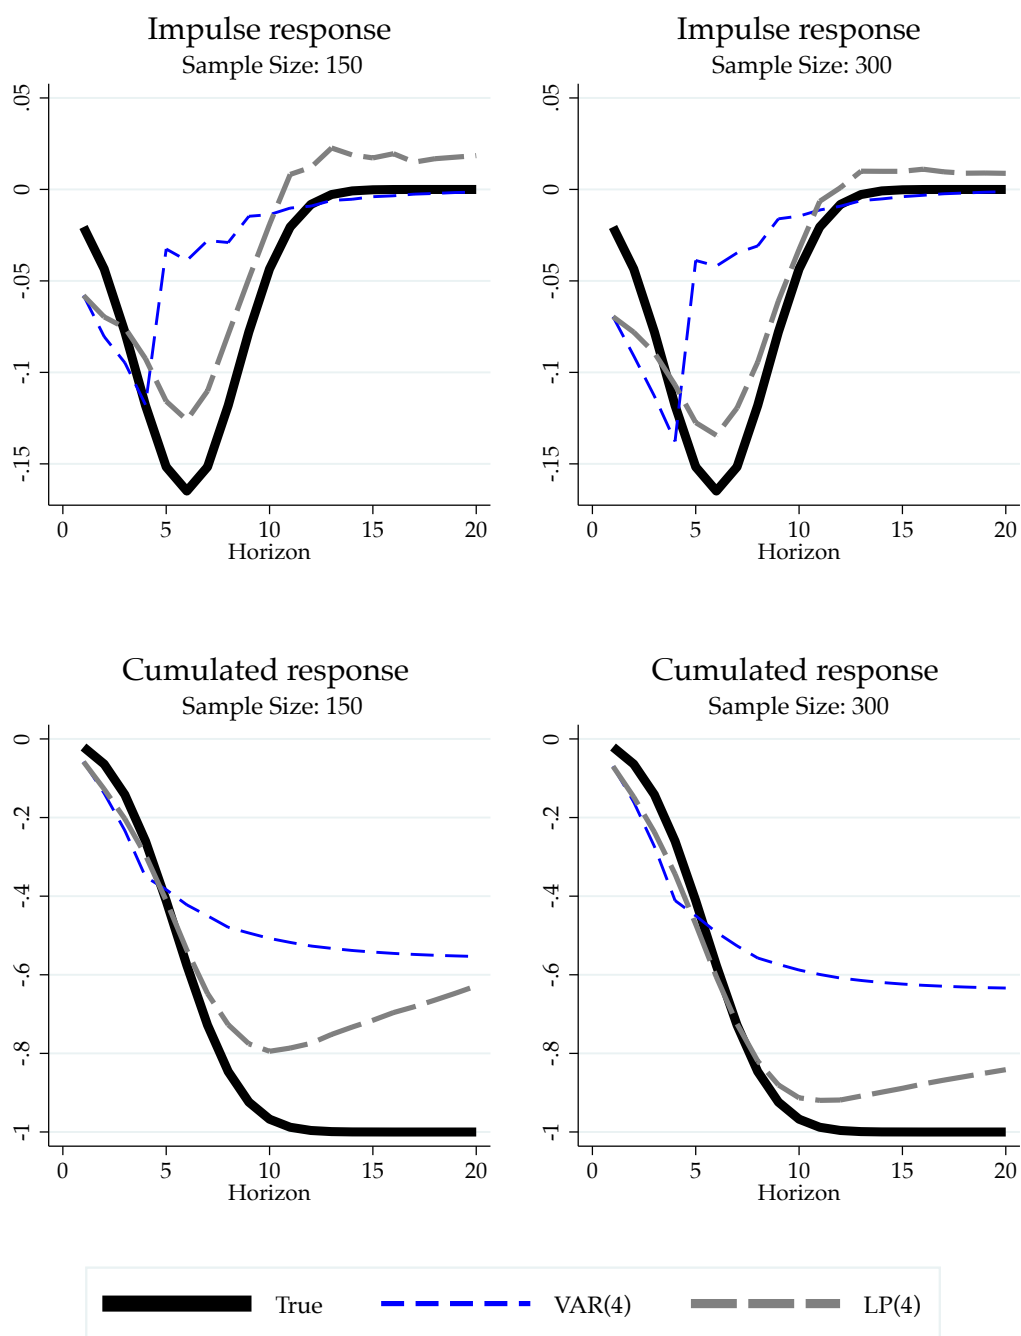 Impulse response
Sample Size: 150
.05
0
-.05
-.1
-.15
0 5 10 15 20
Horizon
Impulse response
Sample Size: 300
.05
0
-.05
-.1
-.15
0 5 10 15 20
Horizon
Cumulated response
Sample Size: 150
0
-.2
-.4
-.6
-.8
-1
0 5 10 15 20
Horizon
Cumulated response
Sample Size: 300
0
-.2
-.4
-.6
-.8
-1
0 5 10 15 20
Horizon
True VAR(4) LP(4)